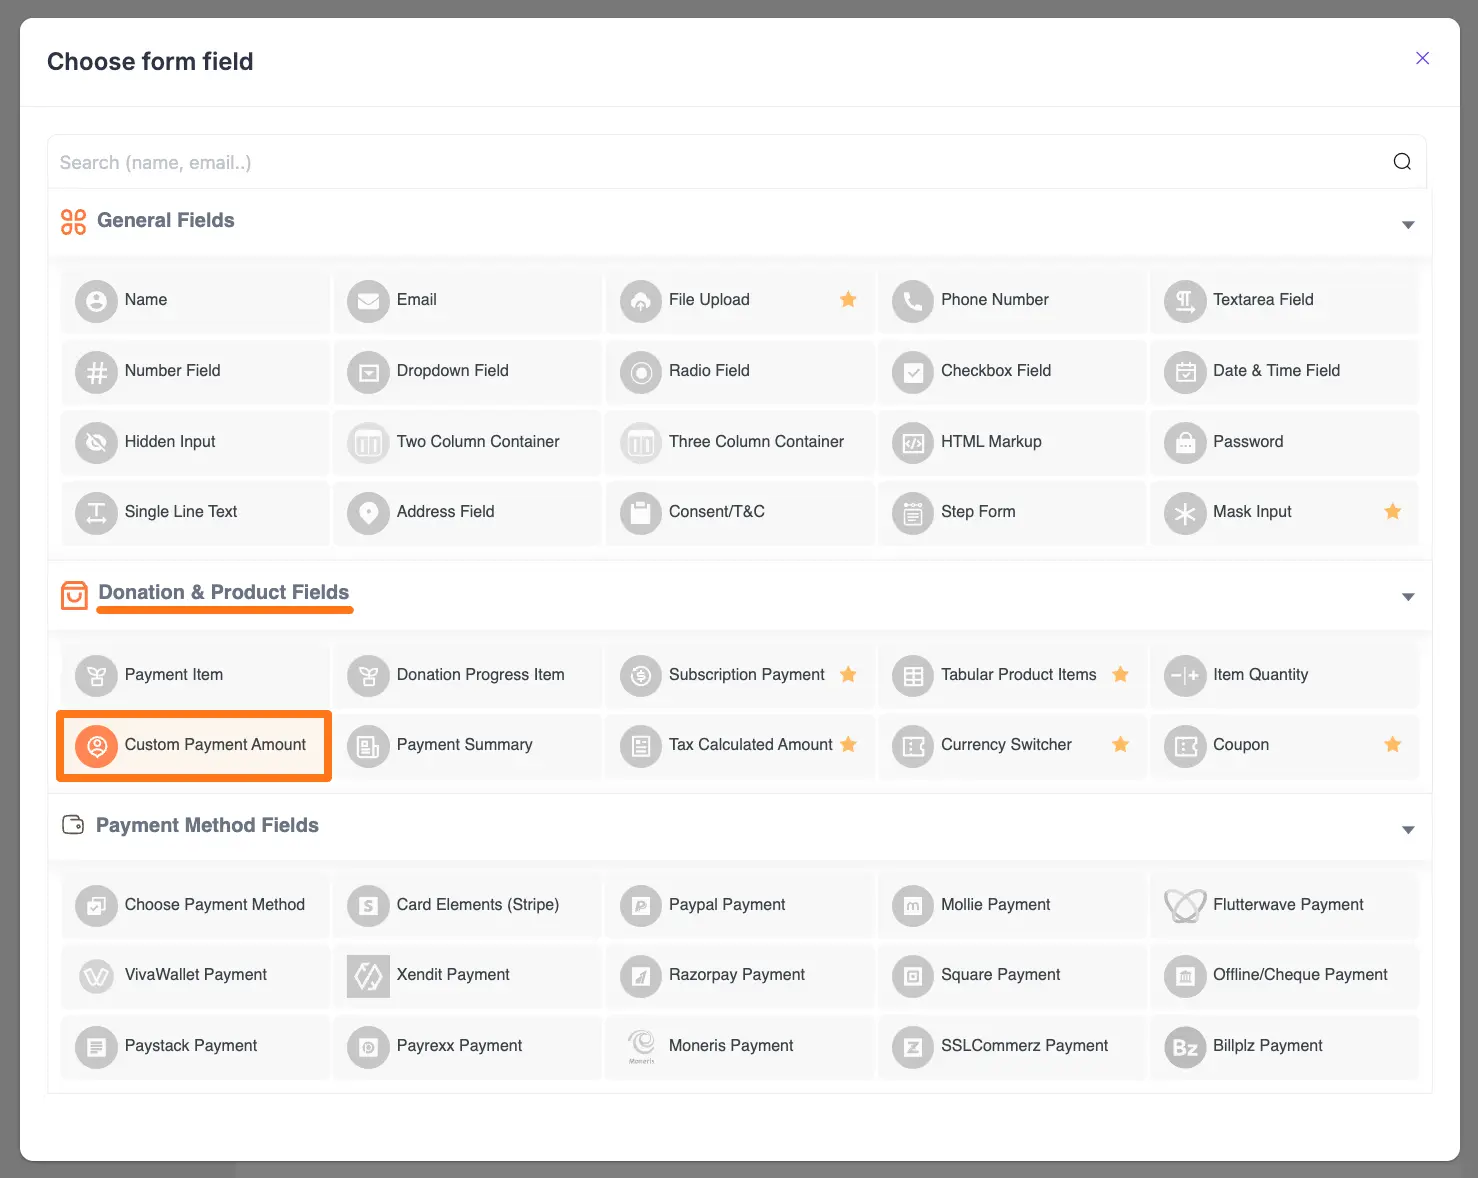 Choose form field
Search (name, email..)
General Fields
Name
Email
File Upload
Phone Number
Textarea Field
Number Field
Dropdown Field
Radio Field
Checkbox Field
Date & Time Field
Hidden Input
Two Column Container
Three Column Container
HTML Markup
Password
Single Line Text
Address Field
Consent/T&C
Step Form
Mask Input
Donation & Product Fields
Payment Item
Donation Progress Item
Subscription Payment
Tabular Product Items
Item Quantity
Custom Payment Amount
Payment Summary
Tax Calculated Amount
Currency Switcher
Coupon
Payment Method Fields
Choose Payment Method
Card Elements (Stripe)
Paypal Payment
Mollie Payment
Flutterwave Payment
VivaWallet Payment
Xendit Payment
Razorpay Payment
Square Payment
Offline/Cheque Payment
Paystack Payment
Payrexx Payment
Moneris
Moneris Payment
SSLCommerz Payment
Bz
Billplz Payment